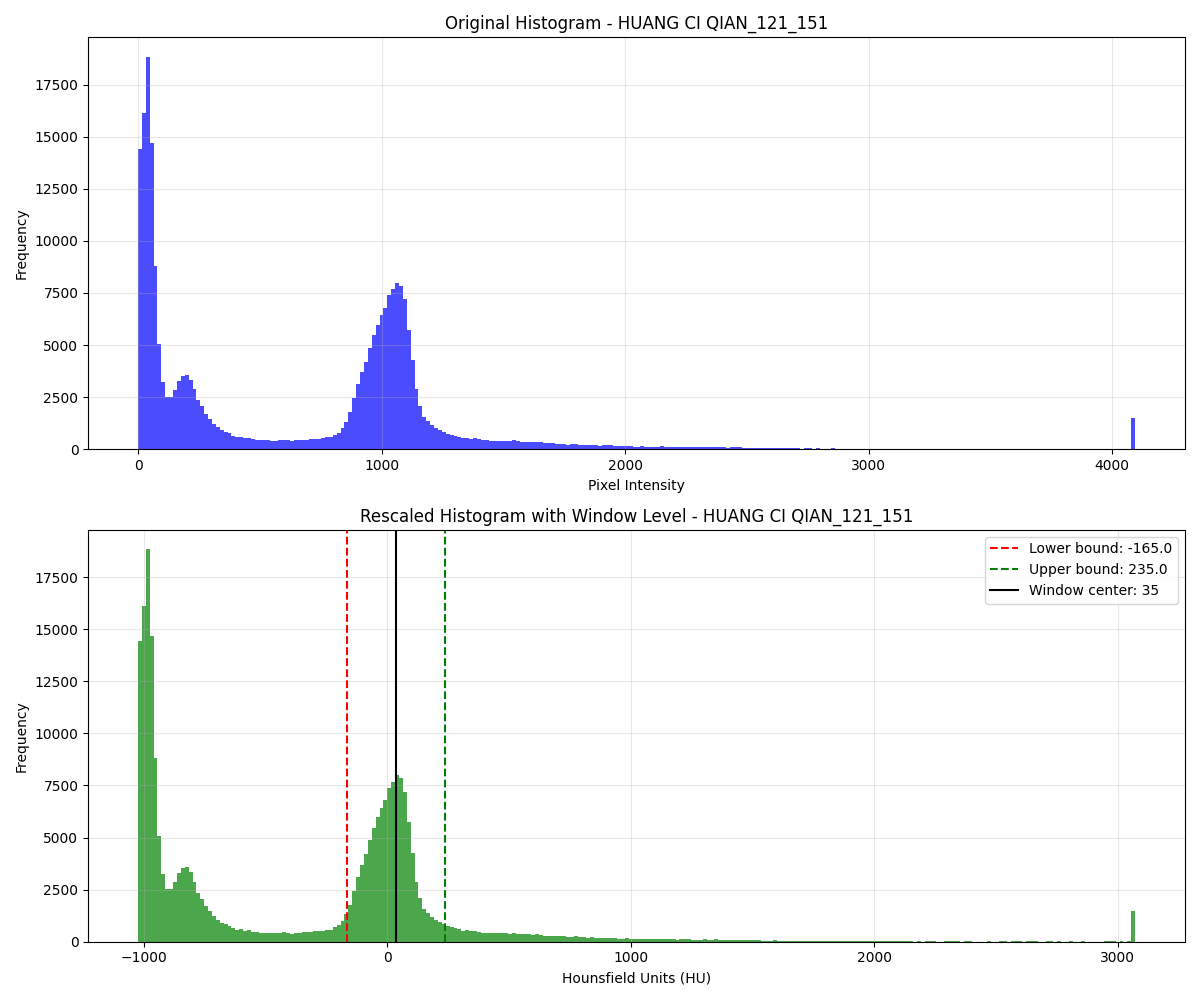 Original Histogram - HUANG CI QIAN_121_151
17500
15000
12500
10000
7500
5000
2500
0
Frequency
0 1000 2000 3000 4000
Pixel Intensity
Rescaled Histogram with Window Level - HUANG CI QIAN_121_151
Lower bound: -165.0
Upper bound: 235.0
Window center: 35
17500
15000
12500
10000
7500
5000
2500
0
Frequency
−1000 0 1000 2000 3000
Hounsfield Units (HU)